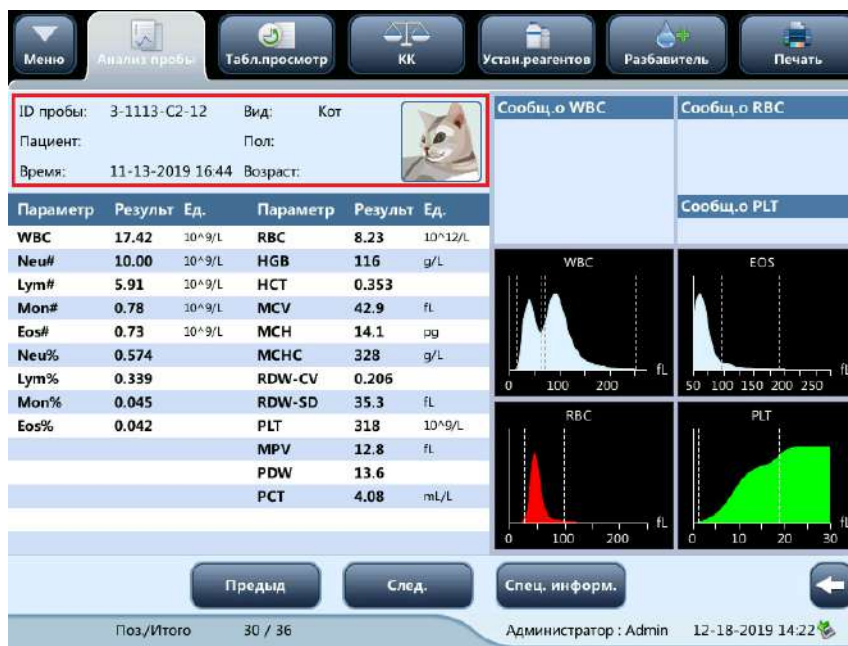 Меню Анализ пробы Табл.просмотр КК Устан.реагентов Разбавитель Печать
ID пробы: 3-1113-C2-12 Вид: Кот
Пациент: Пол:
Время: 11-13-2019 16:44 Возраст:
Сообщ.о WBC Сообщ.о RBC
Сообщ.о PLT
Параметр Результ Ед. Параметр Результ Ед.
WBC 17.42 10^9/L RBC 8.23 10^12/L
Neu# 10.00 10^9/L HGB 116 g/L
Lym# 5.91 10^9/L HCT 0.353
Mon# 0.78 10^9/L MCV 42.9 fL
Eos# 0.73 10^9/L MCH 14.1 pg
Neu% 0.574 MCHC 328 g/L
Lym% 0.339 RDW-CV 0.206
Mon% 0.045 RDW-SD 35.3 fL
Eos% 0.042 PLT 318 10^9/L
MPV 12.8 fL
PDW 13.6
PCT 4.08 mL/L
WBC EOS
fL fL
0 100 200 50 100 150 200 250
RBC PLT
fL fL
0 100 200 0 10 20 30
Предыд След. Спец. информ.
Поз./Итого 30 / 36 Администратор : Admin 12-18-2019 14:22